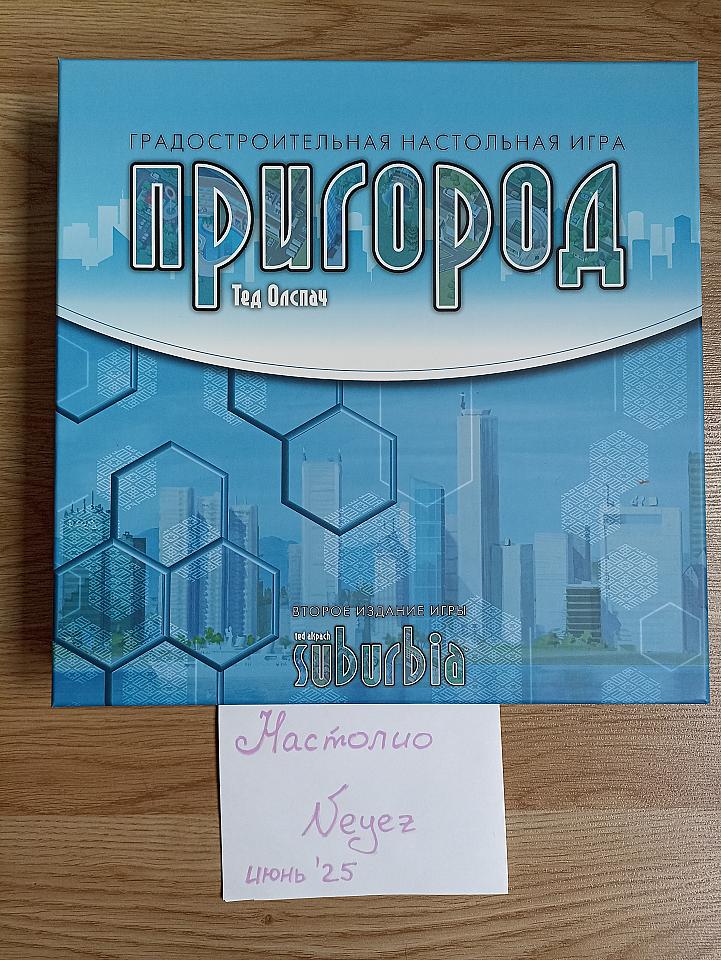 ГРАДОСТРОИТЕЛЬНАЯ НАСТОЛЬНАЯ ИГРА
ПРИГОРОД
Тед Олспач
ВТОРОЕ ИЗДАНИЕ ИГРЫ
ted alspach
suburbia
Настолио
Neyez
июнь '25